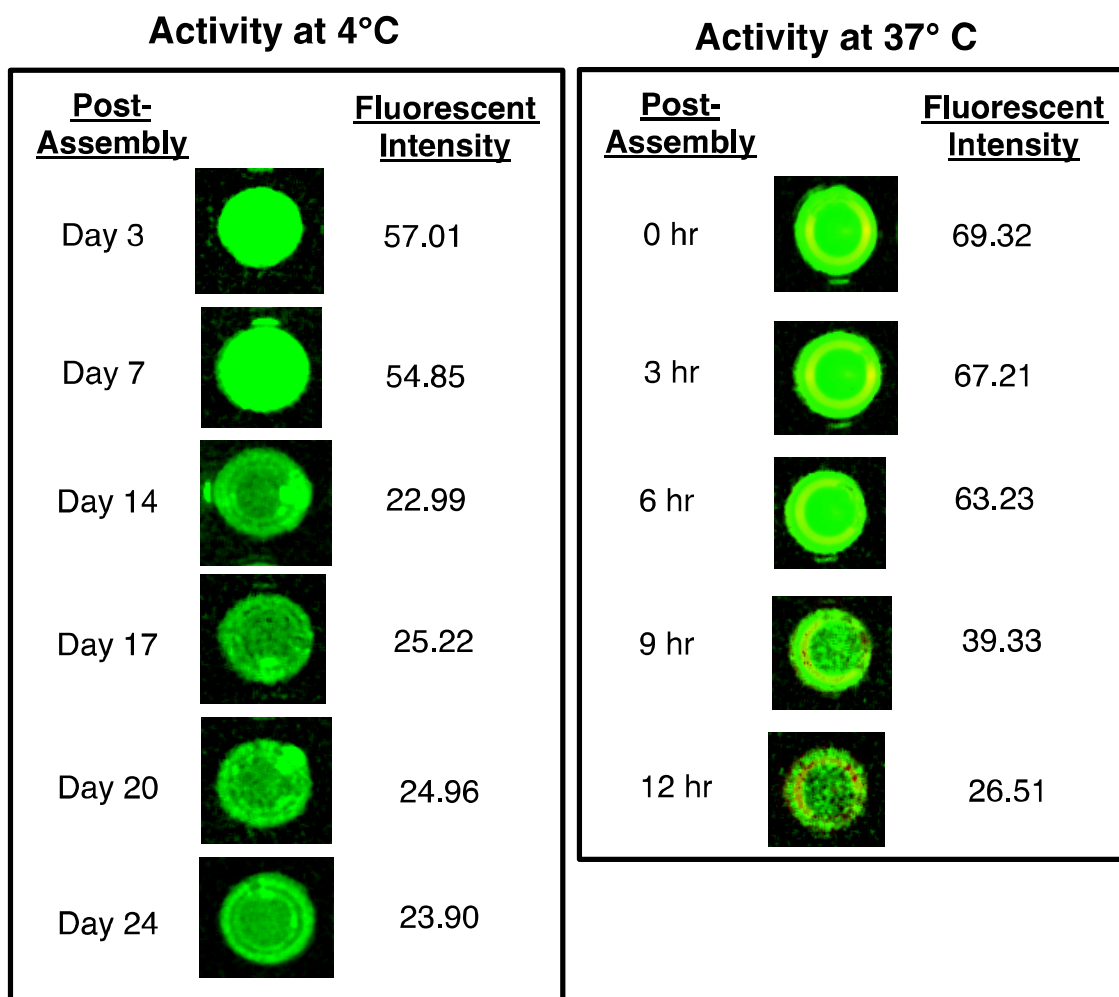 Activity at 4°C
Post-
Assembly
Fluorescent
Intensity
Day 3
57.01
Day 7
54.85
Day 14
22.99
Day 17
25.22
Day 20
24.96
Day 24
23.90
Activity at 37° C
Post-
Assembly
Fluorescent
Intensity
0 hr
69.32
3 hr
67.21
6 hr
63.23
9 hr
39.33
12 hr
26.51